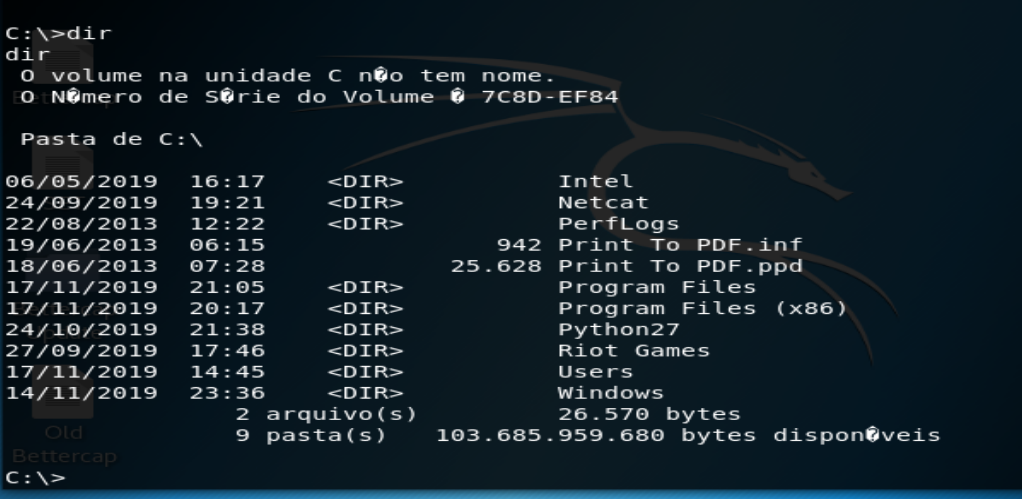 C:\>dir
dir
 O volume na unidade C n�o tem nome.
 O N�mero de S�rie do Volume � 7C8D-EF84

 Pasta de C:\

06/05/2019  16:17    <DIR>          Intel
24/09/2019  19:21    <DIR>          Netcat
22/08/2013  12:22    <DIR>          PerfLogs
19/06/2013  06:15               942 Print To PDF.inf
18/06/2013  07:28            25.628 Print To PDF.ppd
17/11/2019  21:05    <DIR>          Program Files
17/11/2019  20:17    <DIR>          Program Files (x86)
24/10/2019  21:38    <DIR>          Python27
27/09/2019  17:46    <DIR>          Riot Games
17/11/2019  14:45    <DIR>          Users
14/11/2019  23:36    <DIR>          Windows
               2 arquivo(s)         26.570 bytes
               9 pasta(s)   103.685.959.680 bytes dispon�veis
Old
Bettercap
C:\>